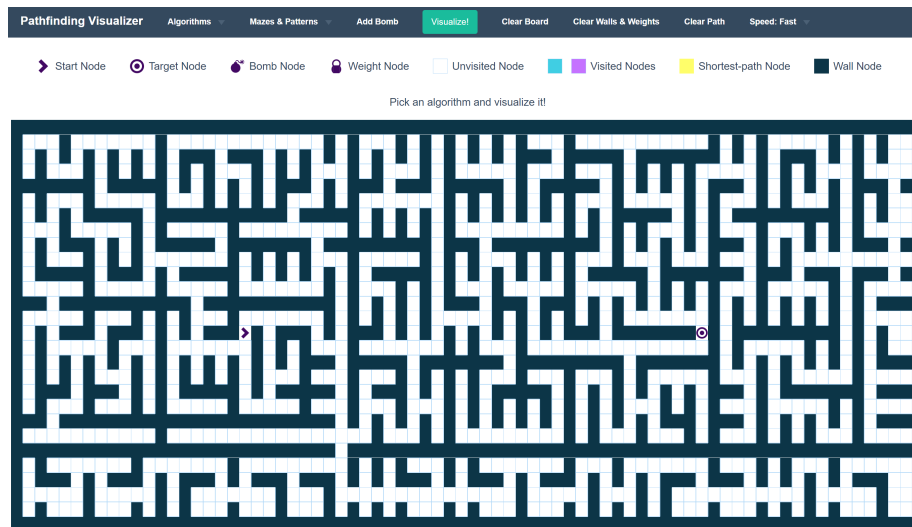 Pathfinding Visualizer Algorithms Mazes & Patterns Add Bomb Visualize! Clear Board Clear Walls & Weights Clear Path Speed: Fast
Start Node Target Node Bomb Node Weight Node Unvisited Node Visited Nodes Shortest-path Node Wall Node
Pick an algorithm and visualize it!